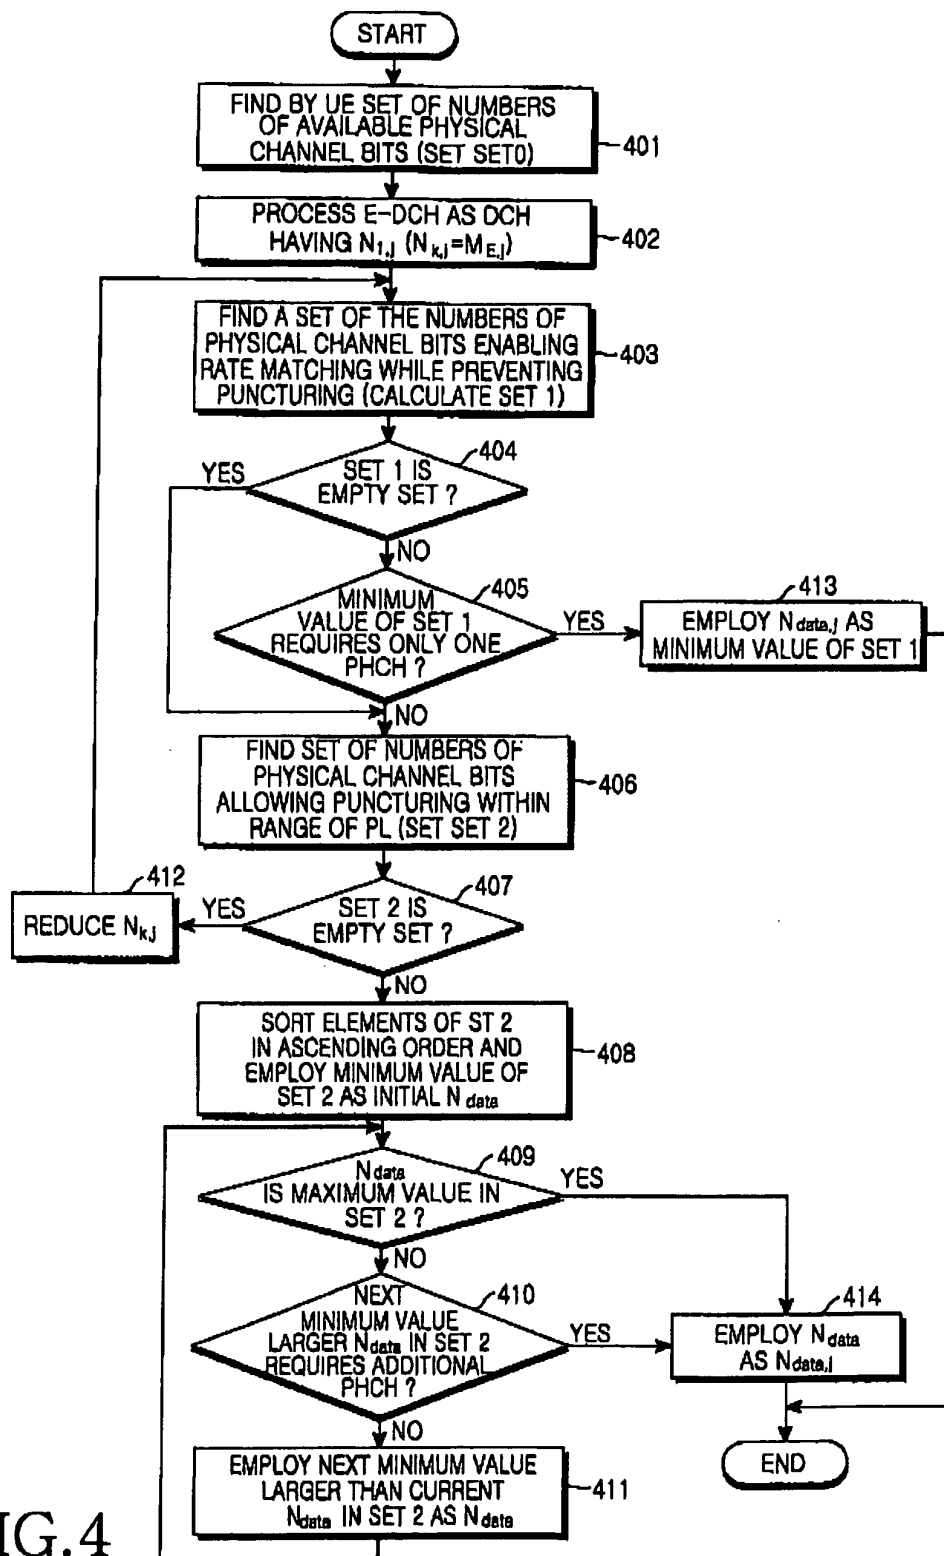 START
FIND BY UE SET OF NUMBERS
OF AVAILABLE PHYSICAL
CHANNEL BITS (SET SET0)
401
PROCESS E-DCH AS DCH
HAVING N1,j (Nk,j=ME,j)
402
FIND A SET OF THE NUMBERS OF
PHYSICAL CHANNEL BITS ENABLING
RATE MATCHING WHILE PREVENTING
PUNCTURING (CALCULATE SET 1)
403
404
YES
SET 1 IS
EMPTY SET ?
NO
405
MINIMUM
VALUE OF SET 1
REQUIRES ONLY ONE
PHCH ?
YES
413
EMPLOY Ndata,j AS
MINIMUM VALUE OF SET 1
NO
FIND SET OF NUMBERS OF
PHYSICAL CHANNEL BITS
ALLOWING PUNCTURING WITHIN
RANGE OF PL (SET SET 2)
406
412
REDUCE Nk,j
YES
407
SET 2 IS
EMPTY SET ?
NO
SORT ELEMENTS OF ST 2
IN ASCENDING ORDER AND
EMPLOY MINIMUM VALUE OF
SET 2 AS INITIAL Ndata
408
409
Ndata
IS MAXIMUM VALUE IN
SET 2 ?
YES
NO
410
NEXT
MINIMUM VALUE
LARGER Ndata IN SET 2
REQUIRES ADDITIONAL
PHCH ?
YES
414
EMPLOY Ndata
AS Ndata,j
NO
EMPLOY NEXT MINIMUM VALUE
LARGER THAN CURRENT
Ndata IN SET 2 AS Ndata
411
END
IG.4